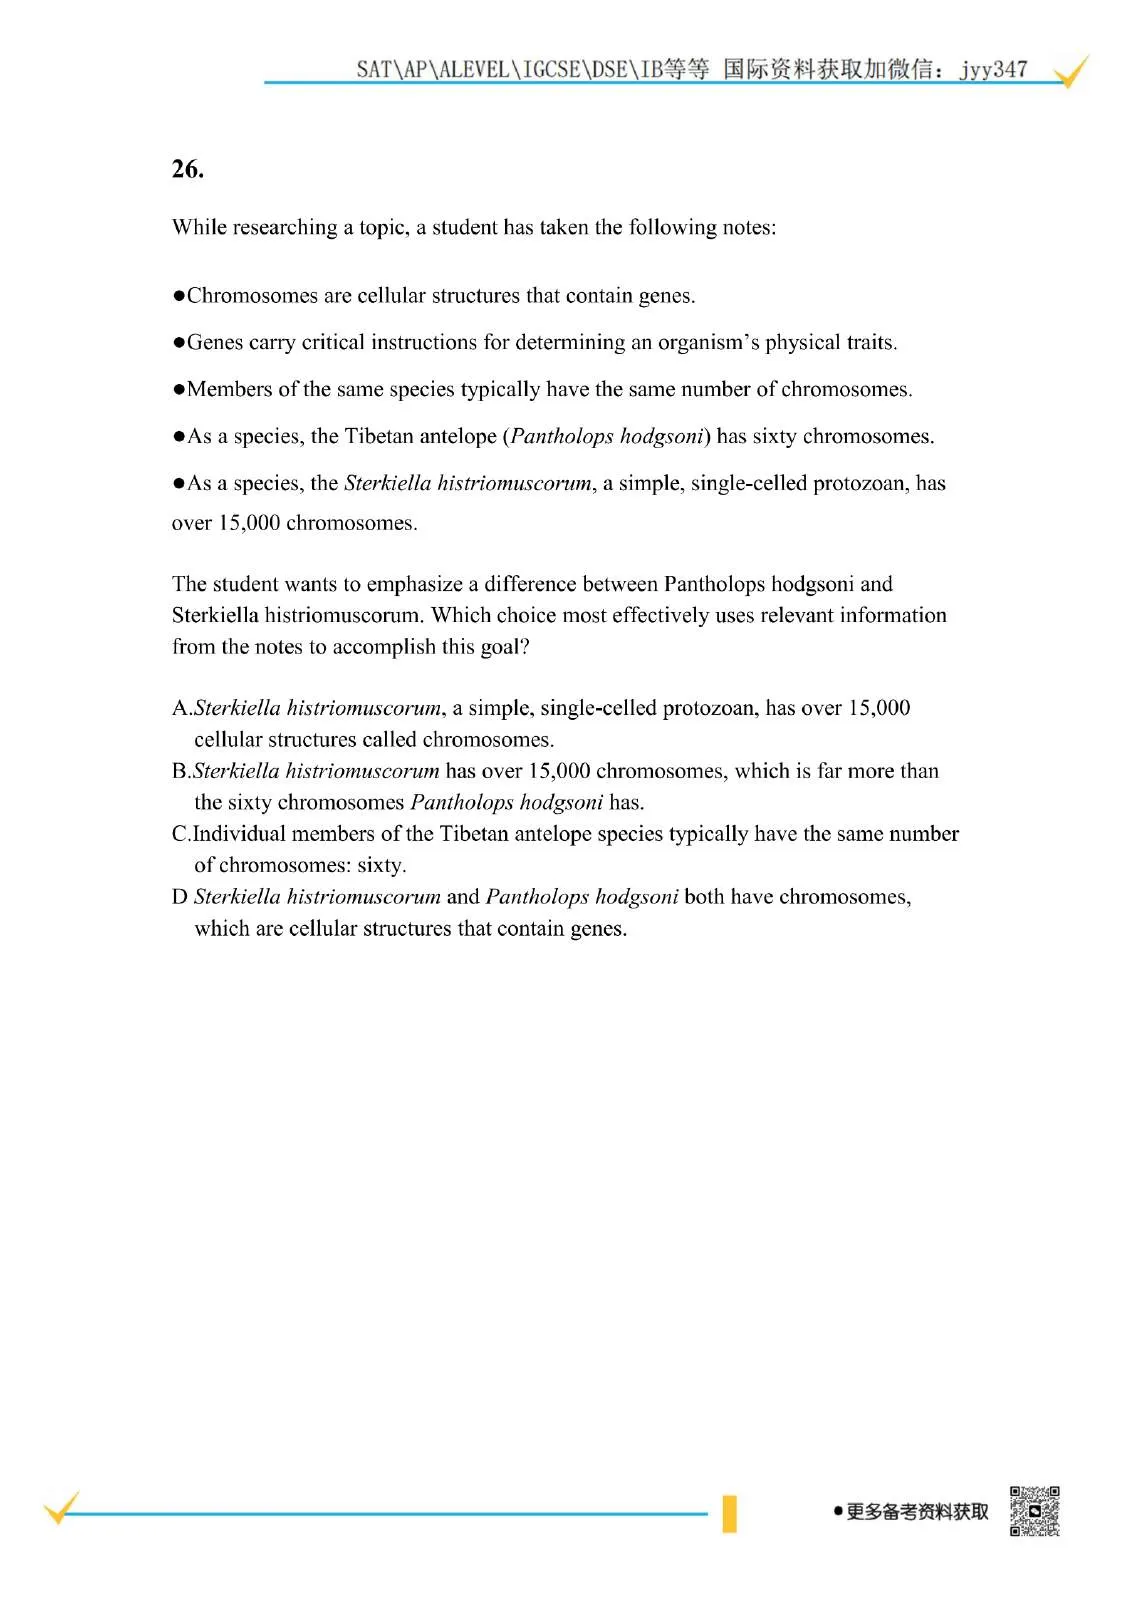 SAT\AP\ALEVEL\IGCSE\DSE\IB等等 国际资料获取加微信：jyy347
26.
While researching a topic, a student has taken the following notes:
●Chromosomes are cellular structures that contain genes.
●Genes carry critical instructions for determining an organism’s physical traits.
●Members of the same species typically have the same number of chromosomes.
●As a species, the Tibetan antelope (Pantholops hodgsoni) has sixty chromosomes.
●As a species, the Sterkiella histriomuscorum, a simple, single-celled protozoan, has
over 15,000 chromosomes.
The student wants to emphasize a difference between Pantholops hodgsoni and
Sterkiella histriomuscorum. Which choice most effectively uses relevant information
from the notes to accomplish this goal?
A.Sterkiella histriomuscorum, a simple, single-celled protozoan, has over 15,000
cellular structures called chromosomes.
B.Sterkiella histriomuscorum has over 15,000 chromosomes, which is far more than
the sixty chromosomes Pantholops hodgsoni has.
C.Individual members of the Tibetan antelope species typically have the same number
of chromosomes: sixty.
D Sterkiella histriomuscorum and Pantholops hodgsoni both have chromosomes,
which are cellular structures that contain genes.
●更多备考资料获取